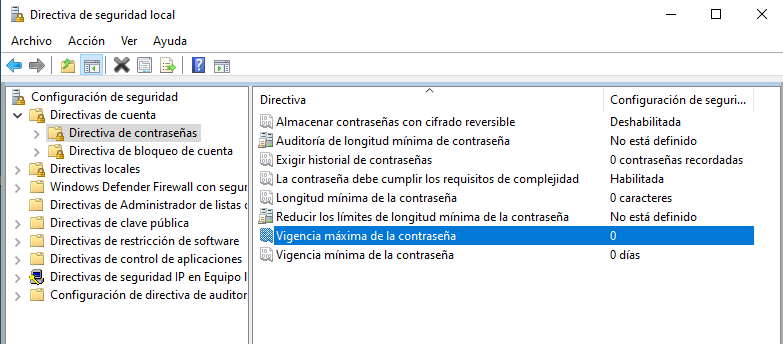 Directiva de seguridad local
Archivo Acción Ver Ayuda
Configuración de seguridad
Directivas de cuenta
Directiva de contraseñas
Directiva de bloqueo de cuenta
Directivas locales
Windows Defender Firewall con segur
Directivas de Administrador de listas c
Directivas de clave pública
Directivas de restricción de software
Directivas de control de aplicaciones
Directivas de seguridad IP en Equipo l
Configuración de directiva de auditor
Directiva Configuración de seguri...
Almacenar contraseñas con cifrado reversible Deshabilitada
Auditoría de longitud mínima de contraseña No está definido
Exigir historial de contraseñas 0 contraseñas recordadas
La contraseña debe cumplir los requisitos de complejidad Habilitada
Longitud mínima de la contraseña 0 caracteres
Reducir los límites de longitud mínima de la contraseña No está definido
Vigencia máxima de la contraseña 0
Vigencia mínima de la contraseña 0 días